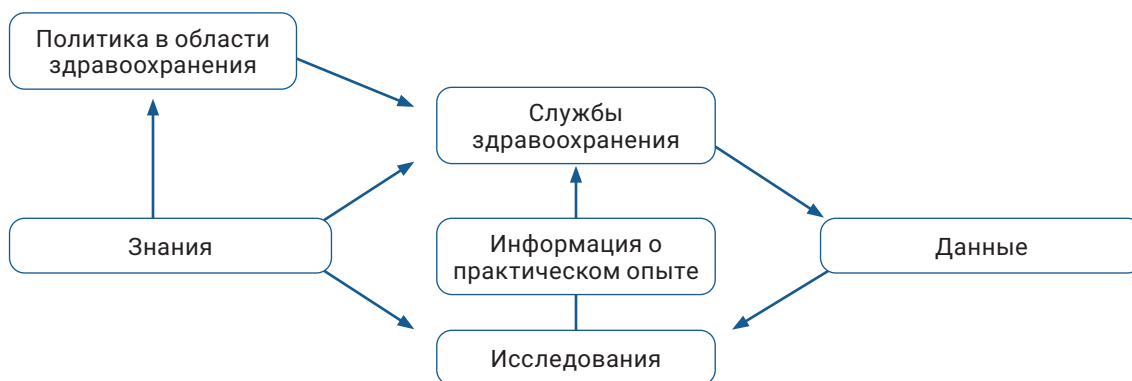 Политика в области
здравоохранения
Службы
здравоохранения
Знания
Информация о
практическом опыте
Данные
Исследования